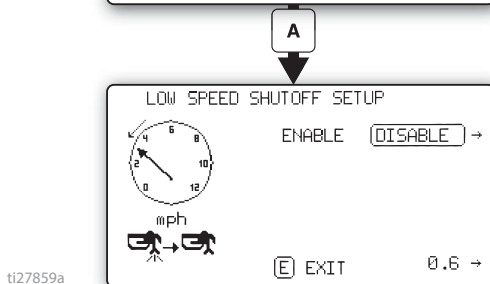 A
LOW SPEED SHUTOFF SETUP
ENABLE DISABLE →
6
4 8
2 10
0 12
mph
E EXIT 0.6 →
ti27859a